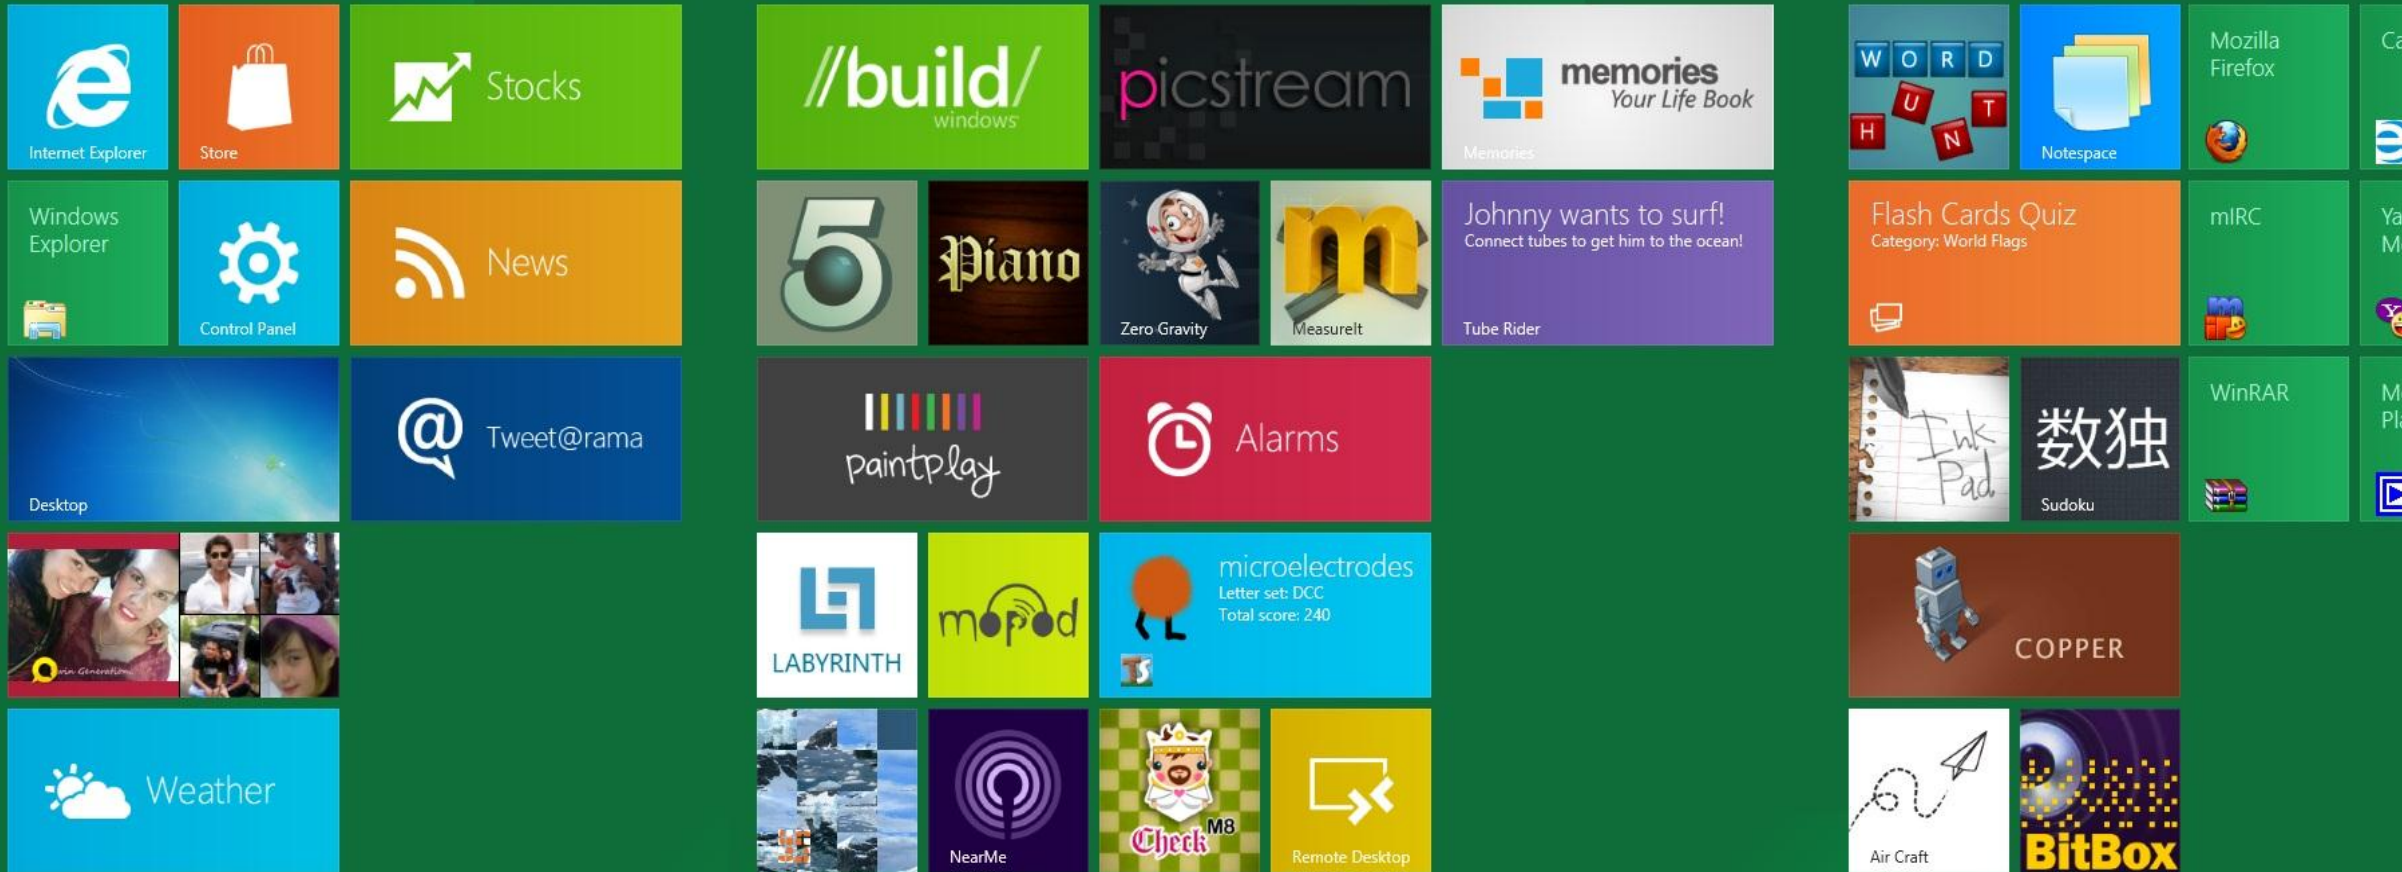 Internet Explorer
Store
Stocks
Windows
Explorer
Control Panel
News
Desktop
Tweet@rama
Weather
//build/
windows
picstream
memories
Your Life Book
Memories
5
Piano
Zero Gravity
m
MeasureIt
Johnny wants to surf!
Connect tubes to get him to the ocean!
Tube Rider
paintplay
Alarms
LABYRINTH
mopod
microelectrodes
Letter set: DCC
Total score: 240
TS
NearMe
Check M8
Remote Desktop
WORD
HUNT
Notespace
Mozilla
Firefox
Flash Cards Quiz
Category: World Flags
mIRC
Ink
Pad
数独
Sudoku
WinRAR
COPPER
Air Craft
BitBox